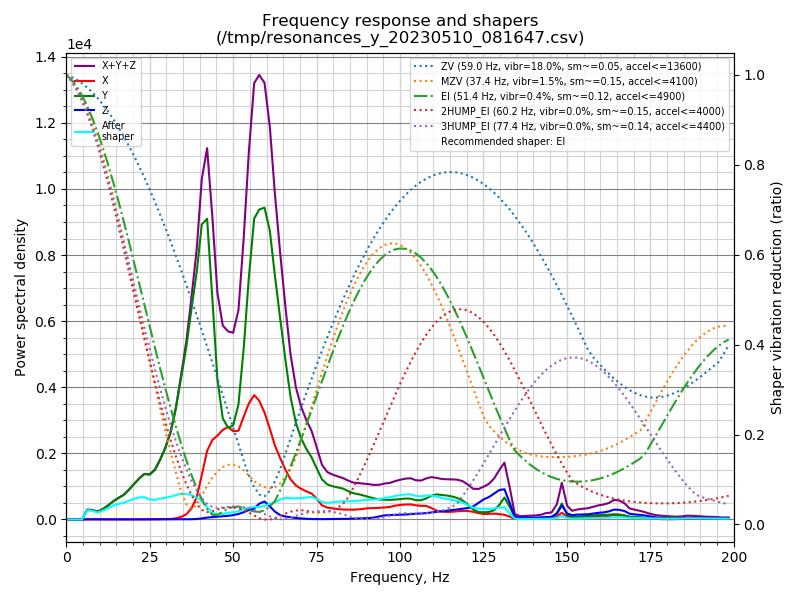 Frequency response and shapers
(/tmp/resonances_y_20230510_081647.csv)
1e4
X+Y+Z
X
Y
Z
After
shaper
ZV (59.0 Hz, vibr=18.0%, sm~=0.05, accel<=13600)
MZV (37.4 Hz, vibr=1.5%, sm~=0.15, accel<=4100)
EI (51.4 Hz, vibr=0.4%, sm~=0.12, accel<=4900)
2HUMP_EI (60.2 Hz, vibr=0.0%, sm~=0.15, accel<=4000)
3HUMP_EI (77.4 Hz, vibr=0.0%, sm~=0.14, accel<=4400)
Recommended shaper: EI
Power spectral density
1.4
1.2
1.0
0.8
0.6
0.4
0.2
0.0
1.0
0.8
0.6
0.4
0.2
0.0
Shaper vibration reduction (ratio)
0 25 50 75 100 125 150 175 200
Frequency, Hz